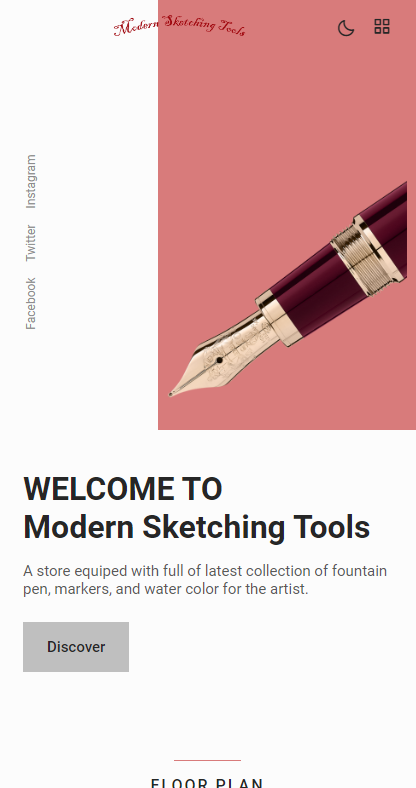 Modern Sketching Tools
Instagram
Twitter
Facebook
WELCOME TO
Modern Sketching Tools
A store equiped with full of latest collection of fountain
pen, markers, and water color for the artist.
Discover
FLOOR PLAN